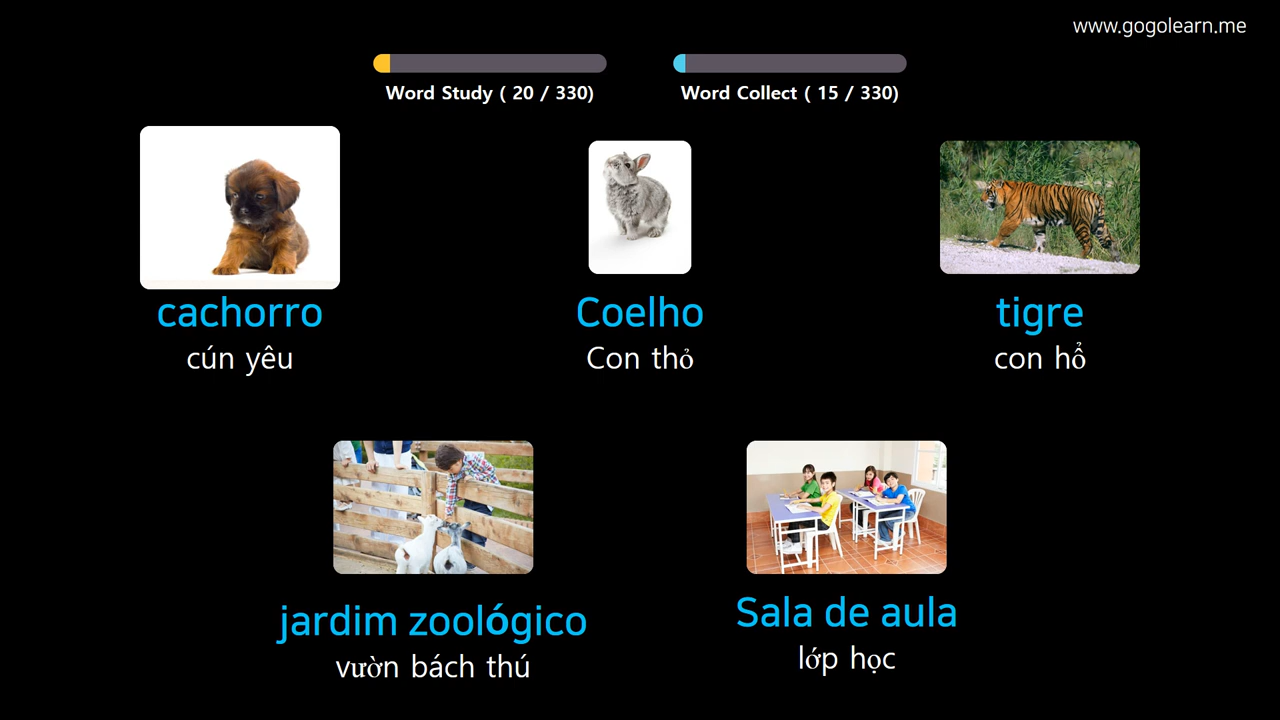 www.gogolearn.me
Word Study ( 20 / 330)
Word Collect ( 15 / 330)
cachorro
cún yêu
Coelho
Con thỏ
tigre
con hổ
jardim zoológico
vườn bách thú
Sala de aula
lớp học